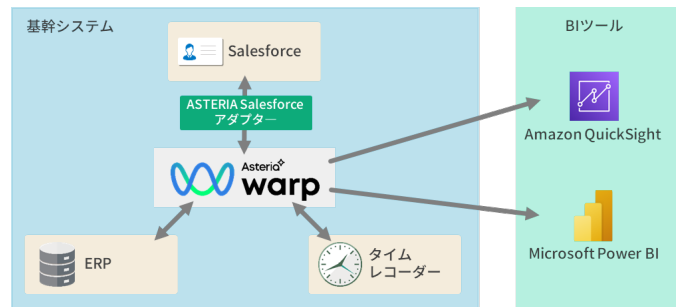 基幹システム
Salesforce
ASTERIA Salesforce
アダプター
Asteria
warp
ERP
タイム
レコーダー
BIツール
Amazon QuickSight
Microsoft Power BI